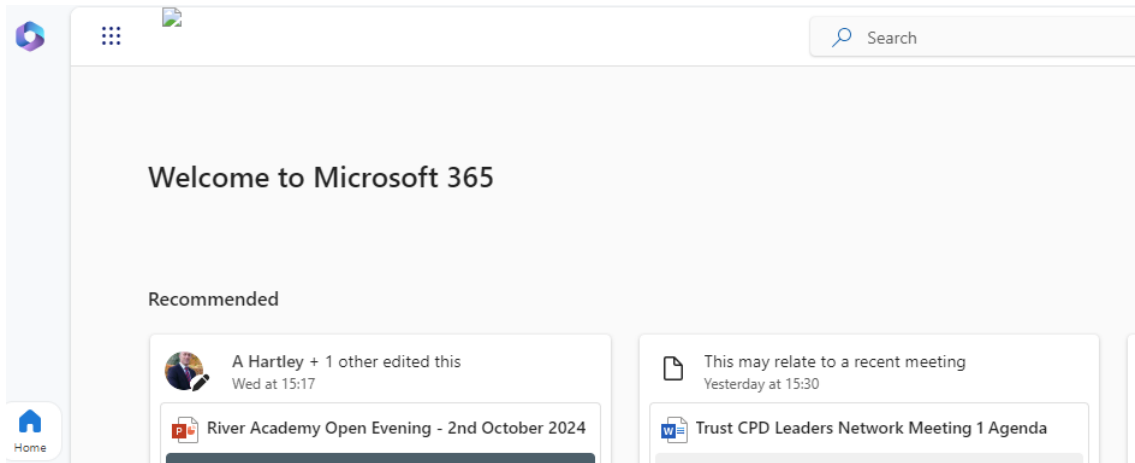 Search
Welcome to Microsoft 365
Recommended
A Hartley + 1 other edited this
Wed at 15:17
River Academy Open Evening - 2nd October 2024
This may relate to a recent meeting
Yesterday at 15:30
Trust CPD Leaders Network Meeting 1 Agenda
Home